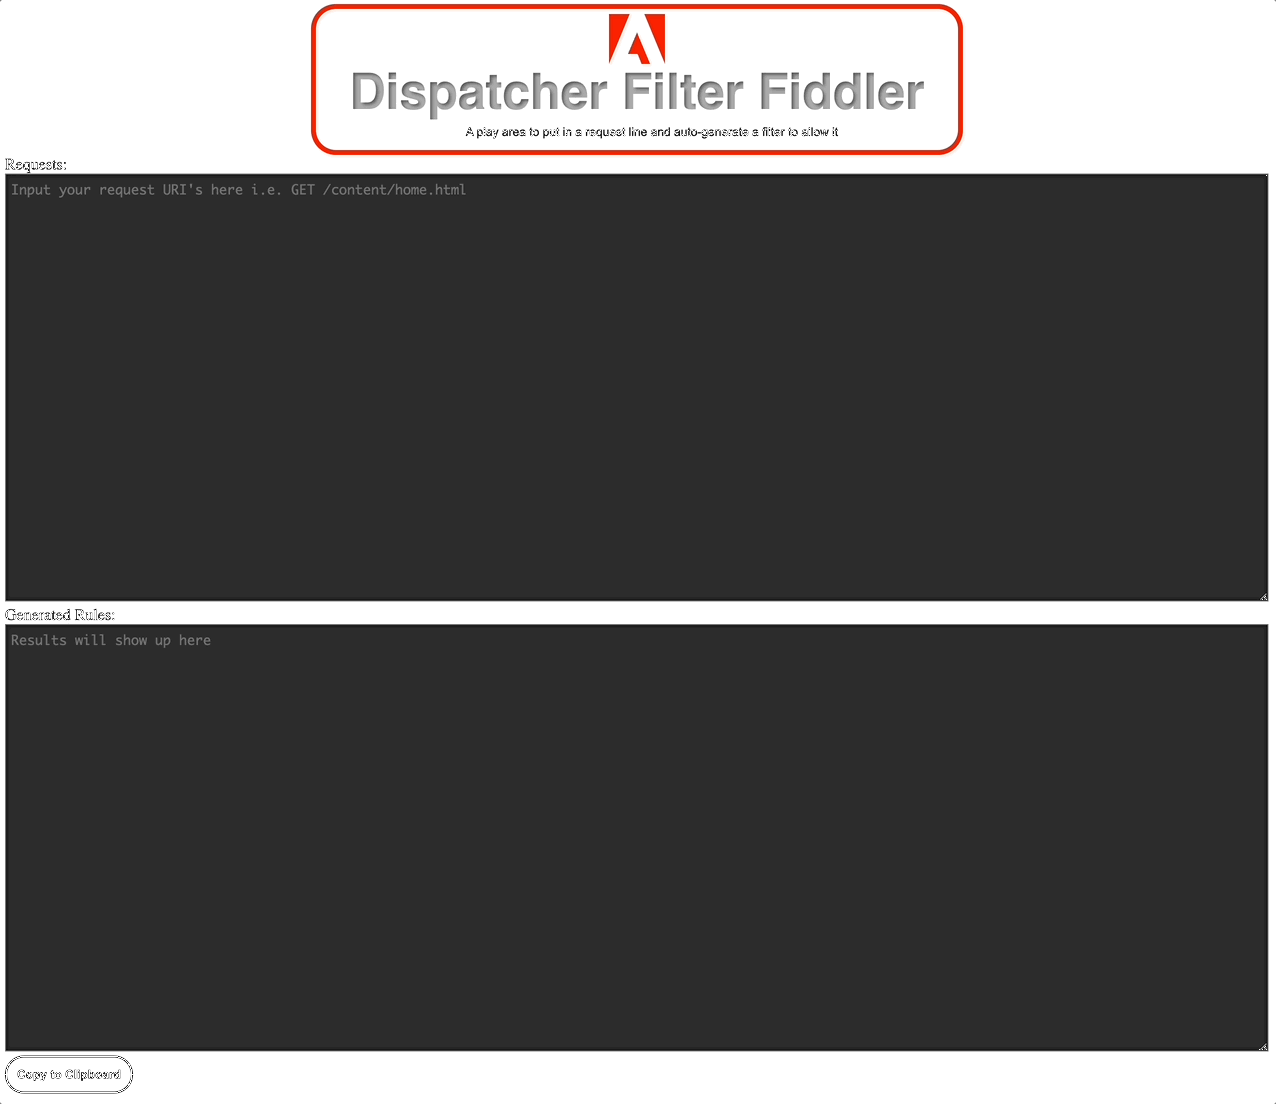 Dispatcher Filter Fiddler
A play area to put in a request line and auto-generate a filter to allow it
Requests:
Input your request URI's here i.e. GET /content/home.html
Generated Rules:
Results will show up here
Copy to Clipboard